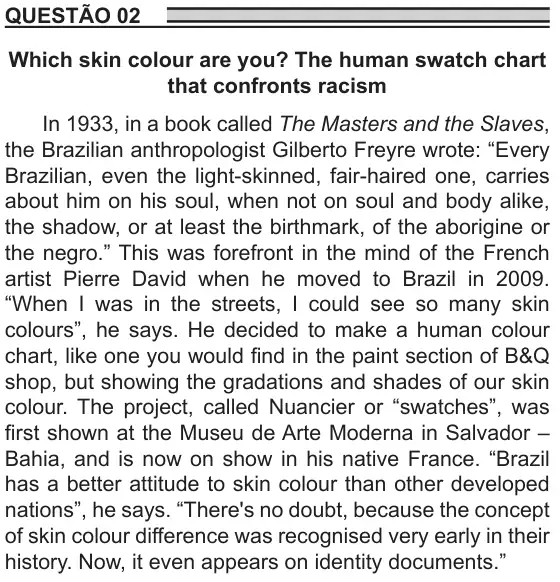 QUESTÃO 02
Which skin colour are you? The human swatch chart
that confronts racism
In 1933, in a book called The Masters and the Slaves,
the Brazilian anthropologist Gilberto Freyre wrote: “Every
Brazilian, even the light-skinned, fair-haired one, carries
about him on his soul, when not on soul and body alike,
the shadow, or at least the birthmark, of the aborigine or
the negro.” This was forefront in the mind of the French
artist Pierre David when he moved to Brazil in 2009.
“When I was in the streets, I could see so many skin
colours”, he says. He decided to make a human colour
chart, like one you would find in the paint section of B&Q
shop, but showing the gradations and shades of our skin
colour. The project, called Nuancier or “swatches”, was
first shown at the Museu de Arte Moderna in Salvador –
Bahia, and is now on show in his native France. “Brazil
has a better attitude to skin colour than other developed
nations”, he says. “There's no doubt, because the concept
of skin colour difference was recognised very early in their
history. Now, it even appears on identity documents.”